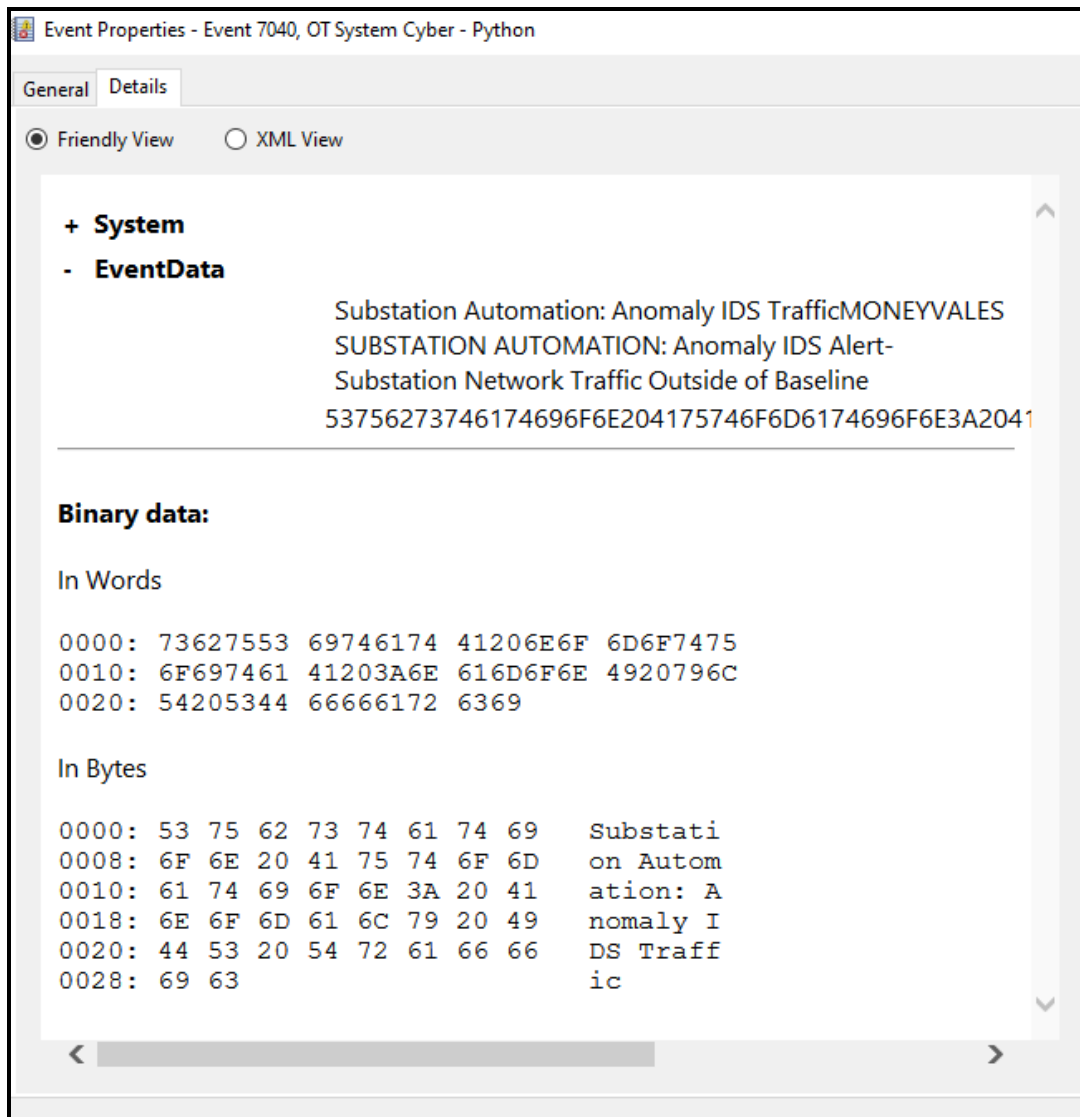 Event Properties - Event 7040, OT System Cyber - Python
General Details
Friendly View XML View
+ System
- EventData
Substation Automation: Anomaly IDS TrafficMONEYVALES
SUBSTATION AUTOMATION: Anomaly IDS Alert-
Substation Network Traffic Outside of Baseline
53756273746174696F6E204175746F6D6174696F6E3A2041
Binary data:
In Words
0000: 73627553 69746174 41206E6F 6D6F7475
0010: 6F697461 41203A6E 616D6F6E 4920796C
0020: 54205344 66666172 6369
In Bytes
0000: 53 75 62 73 74 61 74 69 Substati
0008: 6F 6E 20 41 75 74 6F 6D on Autom
0010: 61 74 69 6F 6E 3A 20 41 ation: A
0018: 6E 6F 6D 61 6C 79 20 49 nomaly I
0020: 44 53 20 54 72 61 66 66 DS Traff
0028: 69 63 ic